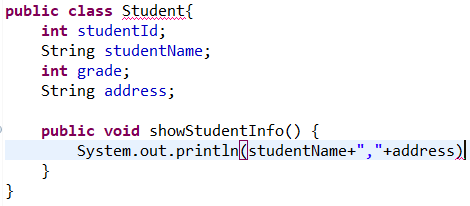 public class Student{
    int studentId;
    String studentName;
    int grade;
    String address;

    public void showStudentInfo() {
        System.out.println(studentName+","+address)
    }
}